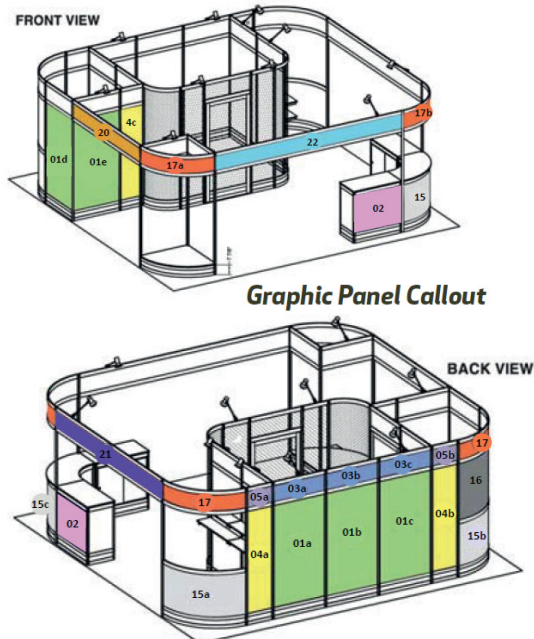 FRONT VIEW
4c
20
17b
22
01d
01e
17a
02
15
Graphic Panel Callout
BACK VIEW
21
17
05b
03c
03b
03a
05a
17
16
15c
02
04a
01a
01b
01c
04b
15b
15a